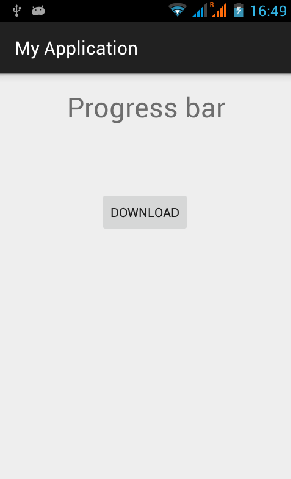 R 16:49
My Application
Progress bar
DOWNLOAD